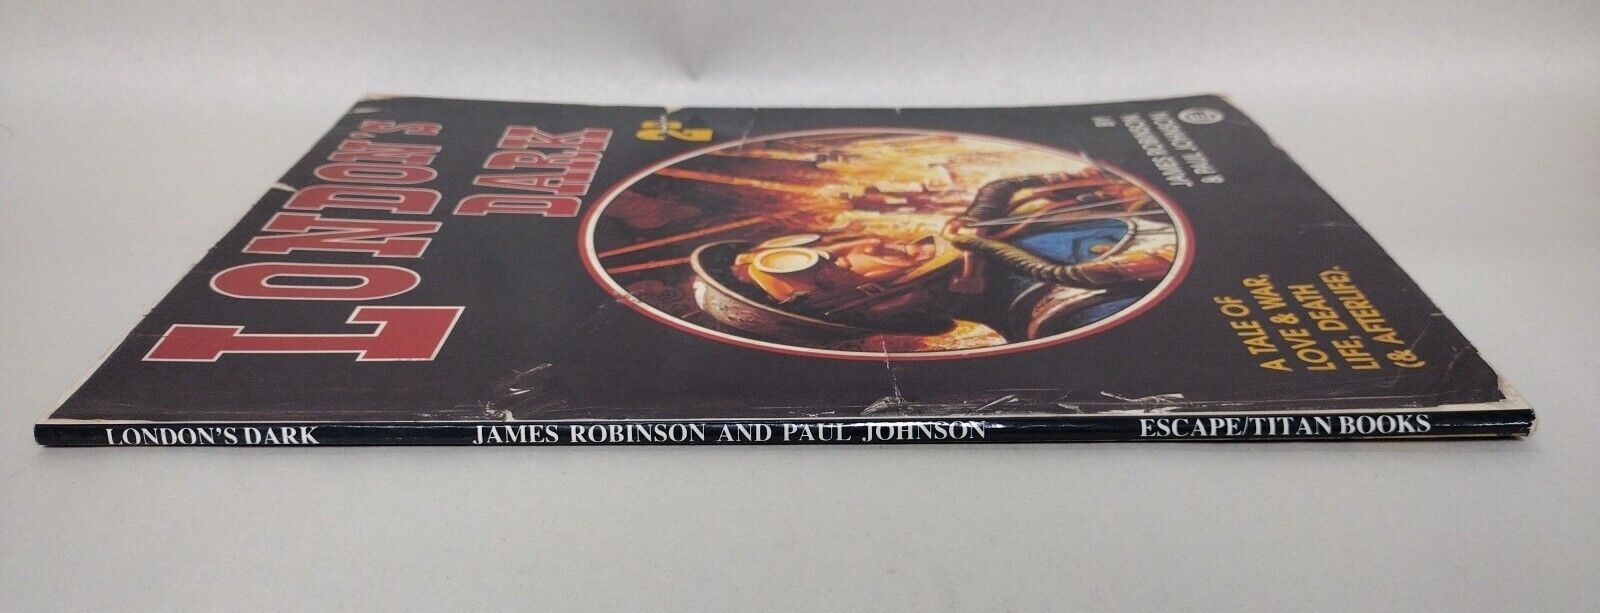 LONDON'S
DARK
BY
JAMES ROBINSON
& PAUL JOHNSON
A TALE OF
LOVE & WAR,
LIFE, DEATH
(& AFTERLIFE).
LONDON'S DARK JAMES ROBINSON AND PAUL JOHNSON ESCAPE/TITAN BOOKS